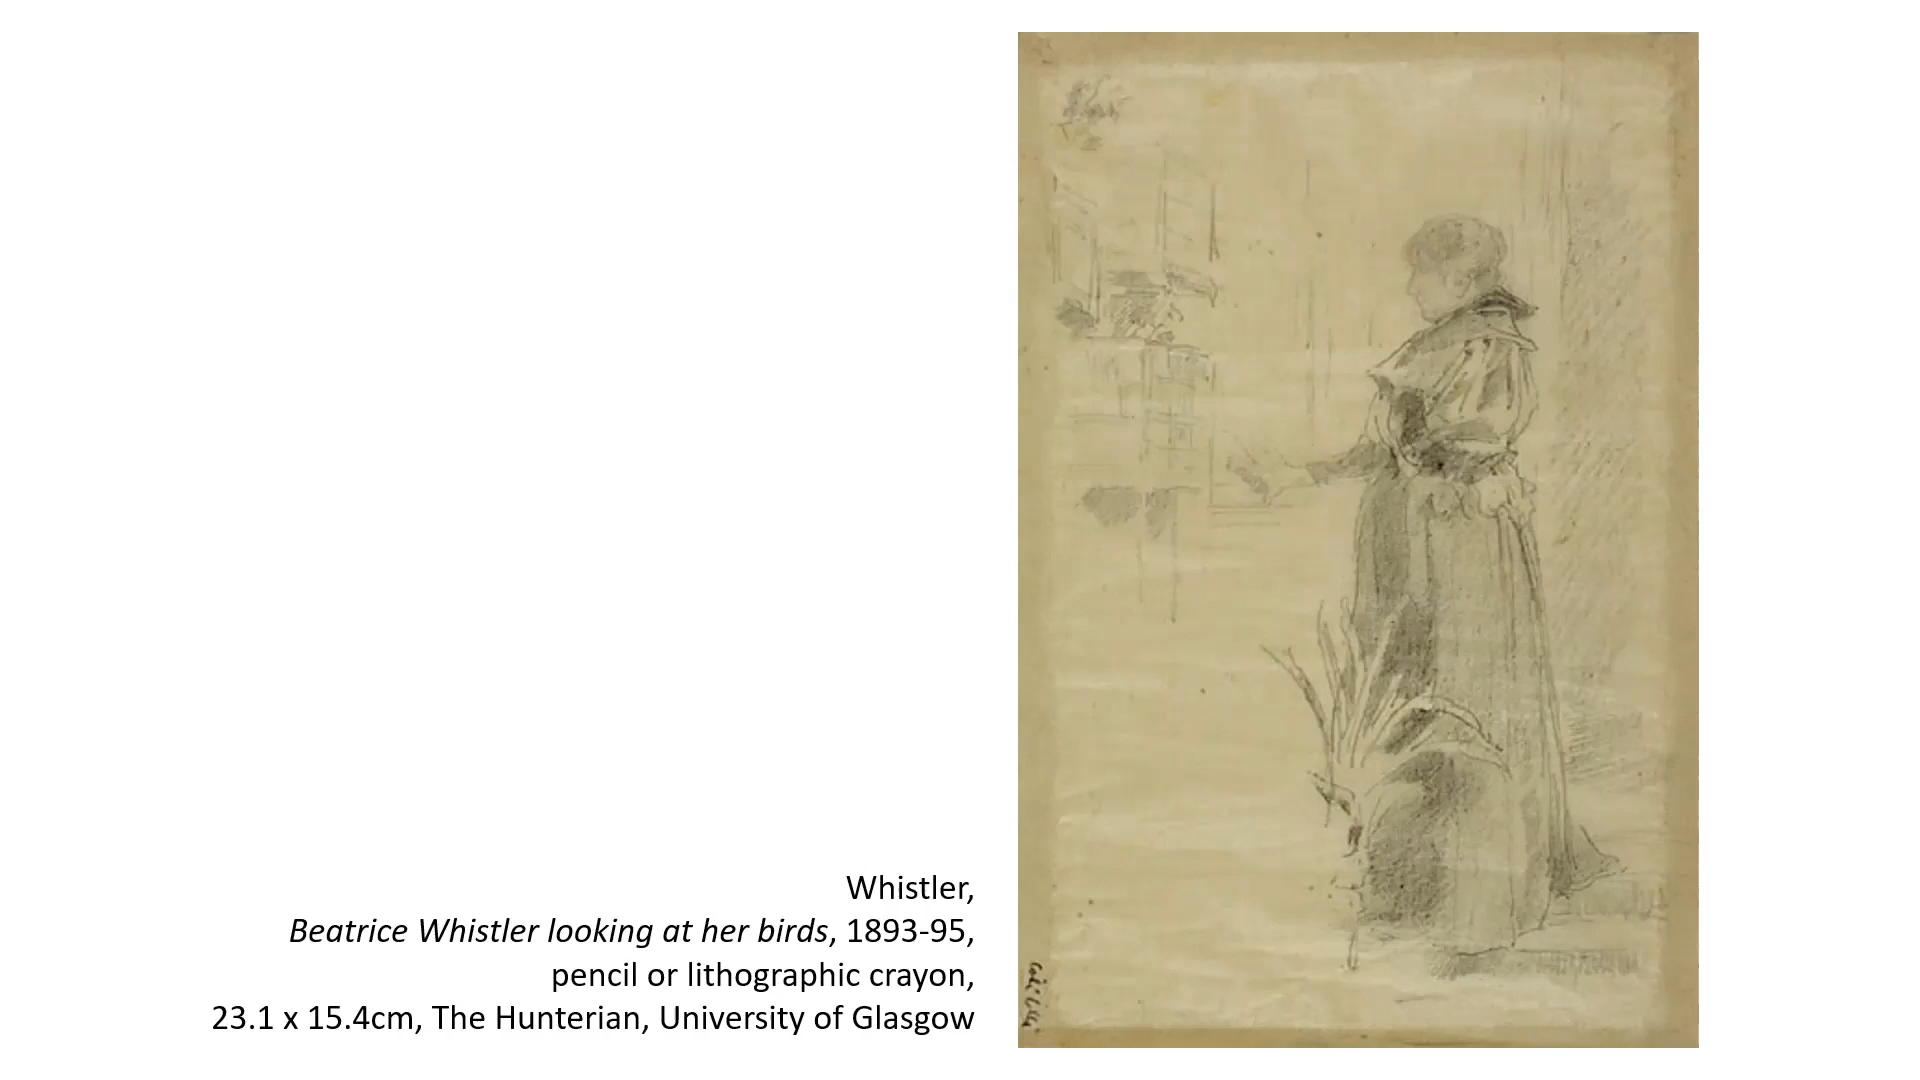 Whistler,
Beatrice Whistler looking at her birds, 1893-95,
pencil or lithographic crayon,
23.1 x 15.4cm, The Hunterian, University of Glasgow